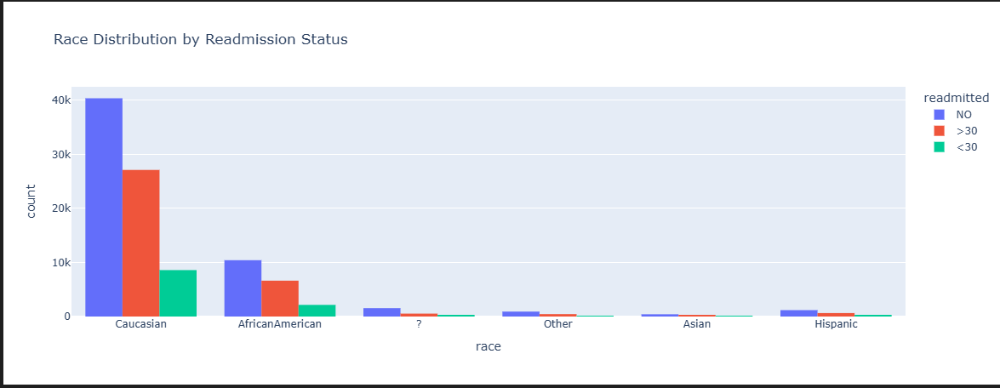 Race Distribution by Readmission Status
readmitted
NO
>30
<30
40k
30k
20k
10k
0
count
Caucasian
AfricanAmerican
?
Other
Asian
Hispanic
race